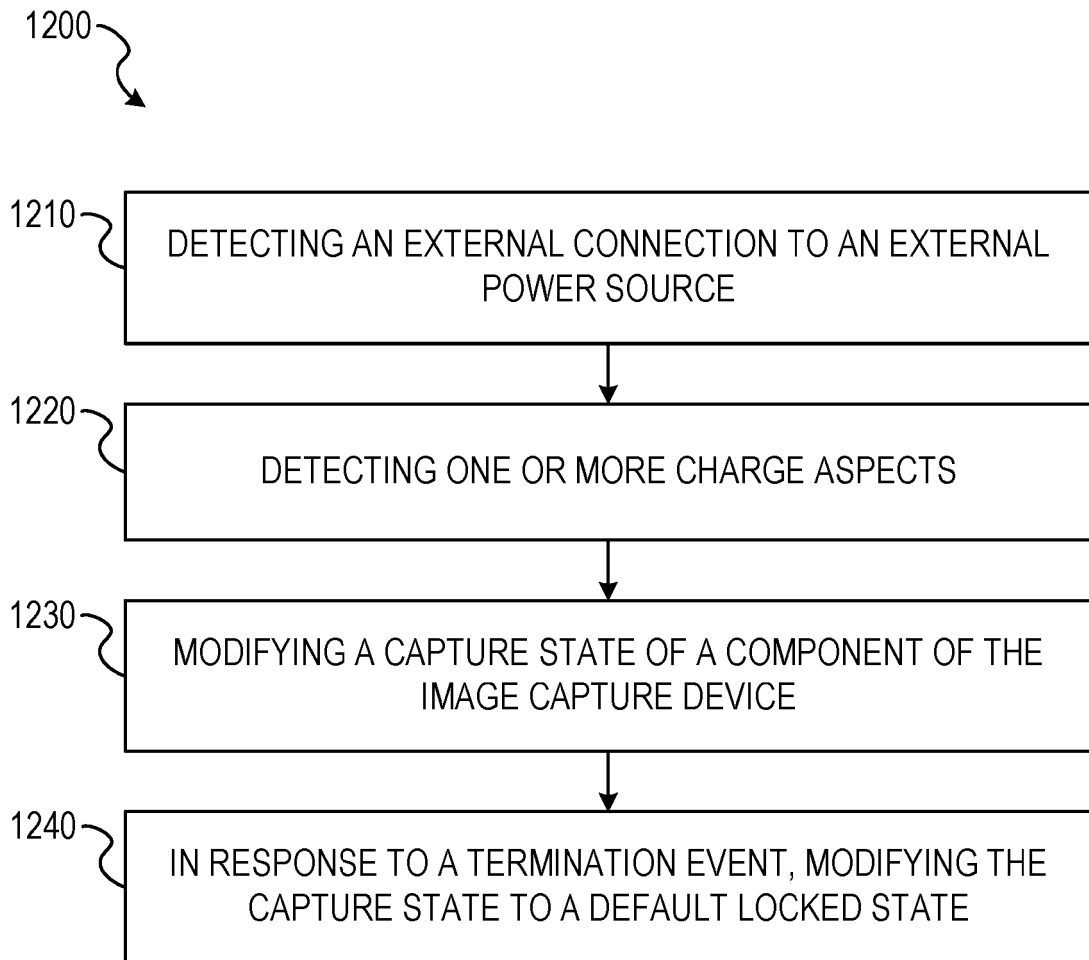 1200
1210
DETECTING AN EXTERNAL CONNECTION TO AN EXTERNAL
POWER SOURCE
1220
DETECTING ONE OR MORE CHARGE ASPECTS
1230
MODIFYING A CAPTURE STATE OF A COMPONENT OF THE
IMAGE CAPTURE DEVICE
1240
IN RESPONSE TO A TERMINATION EVENT, MODIFYING THE
CAPTURE STATE TO A DEFAULT LOCKED STATE